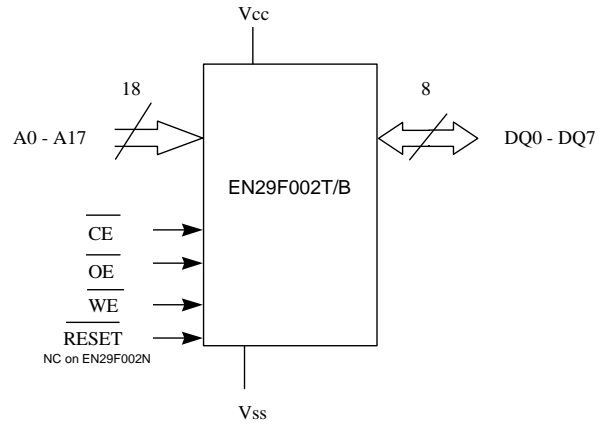 Vcc
18
8
A0 - A17
DQ0 - DQ7
EN29F002T/B
CE
OE
WE
RESET
NC on EN29F002N
Vss